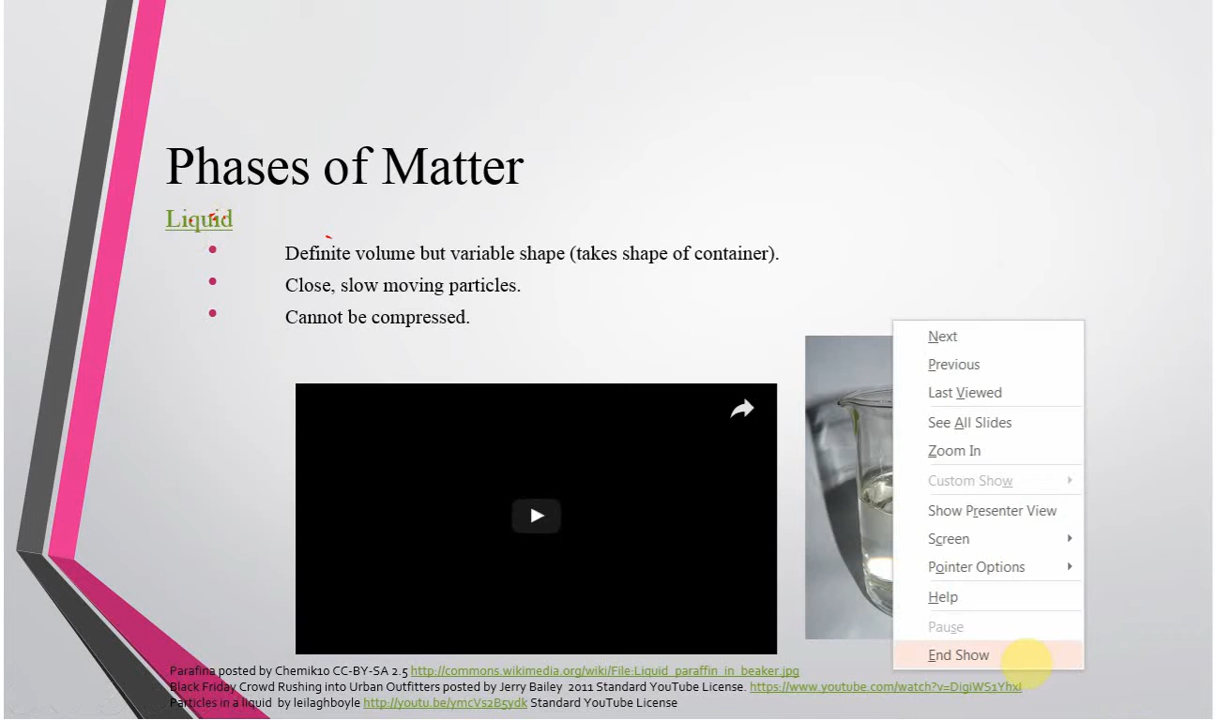 Phases of Matter
Liquid
Definite volume but variable shape (takes shape of container).
Close, slow moving particles.
Cannot be compressed.
Next
Previous
Last Viewed
See All Slides
Zoom In
Custom Show
Show Presenter View
Screen
Pointer Options
Help
Pause
End Show
Parafina posted by Chemik10 CC-BY-SA 2.5 http://commons.wikimedia.org/wiki/File:Liquid_paraffin_in_beaker.jpg
Black Friday Crowd Rushing into Urban Outfitters posted by Jerry Bailey 2011 Standard YouTube License. https://www.youtube.com/watch?v=DigiWS1YhxI
Particles in a liquid by leilaghboyle http://youtu.be/ymcVs2B5ydk Standard YouTube License